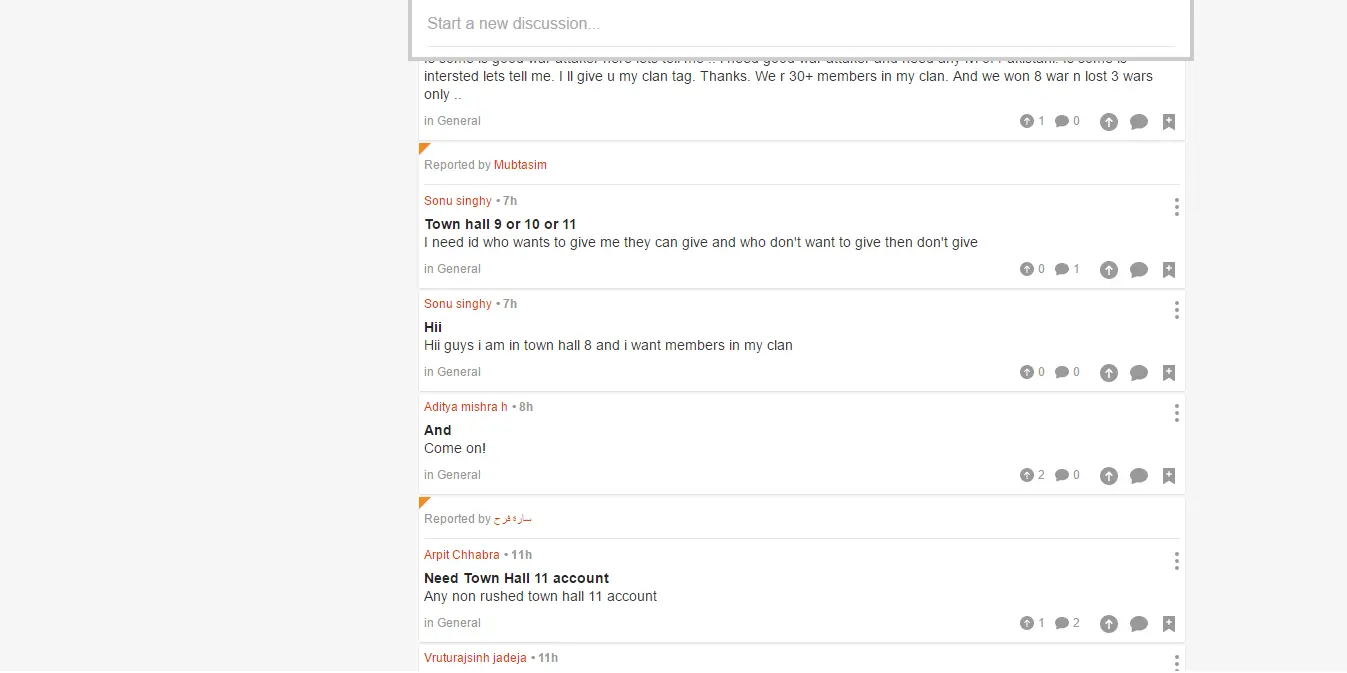 Start a new discussion...
intersted lets tell me. I ll give u my clan tag. Thanks. We r 30+ members in my clan. And we won 8 war n lost 3 wars
only ..
in General 1 0
Reported by Mubtasim
Sonu singhy • 7h
Town hall 9 or 10 or 11
I need id who wants to give me they can give and who don't want to give then don't give
in General 0 1
Sonu singhy • 7h
Hii
Hii guys i am in town hall 8 and i want members in my clan
in General 0 0
Aditya mishra h • 8h
And
Come on!
in General 2 0
Reported by سارة فرح
Arpit Chhabra • 11h
Need Town Hall 11 account
Any non rushed town hall 11 account
in General 1 2
Vruturajsinh jadeja • 11h